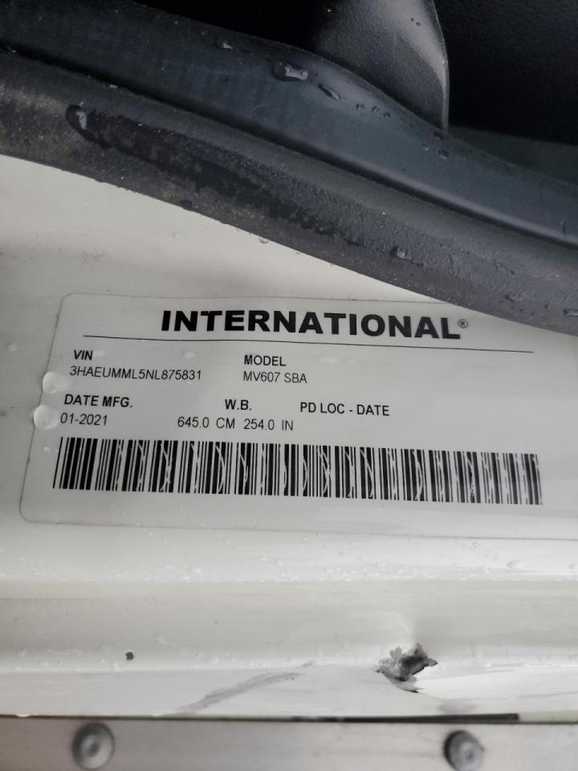 INTERNATIONAL®
VIN MODEL
3HAEUMML5NL875831 MV607 SBA
DATE MFG. W.B. PD LOC - DATE
01-2021 645.0 CM 254.0 IN